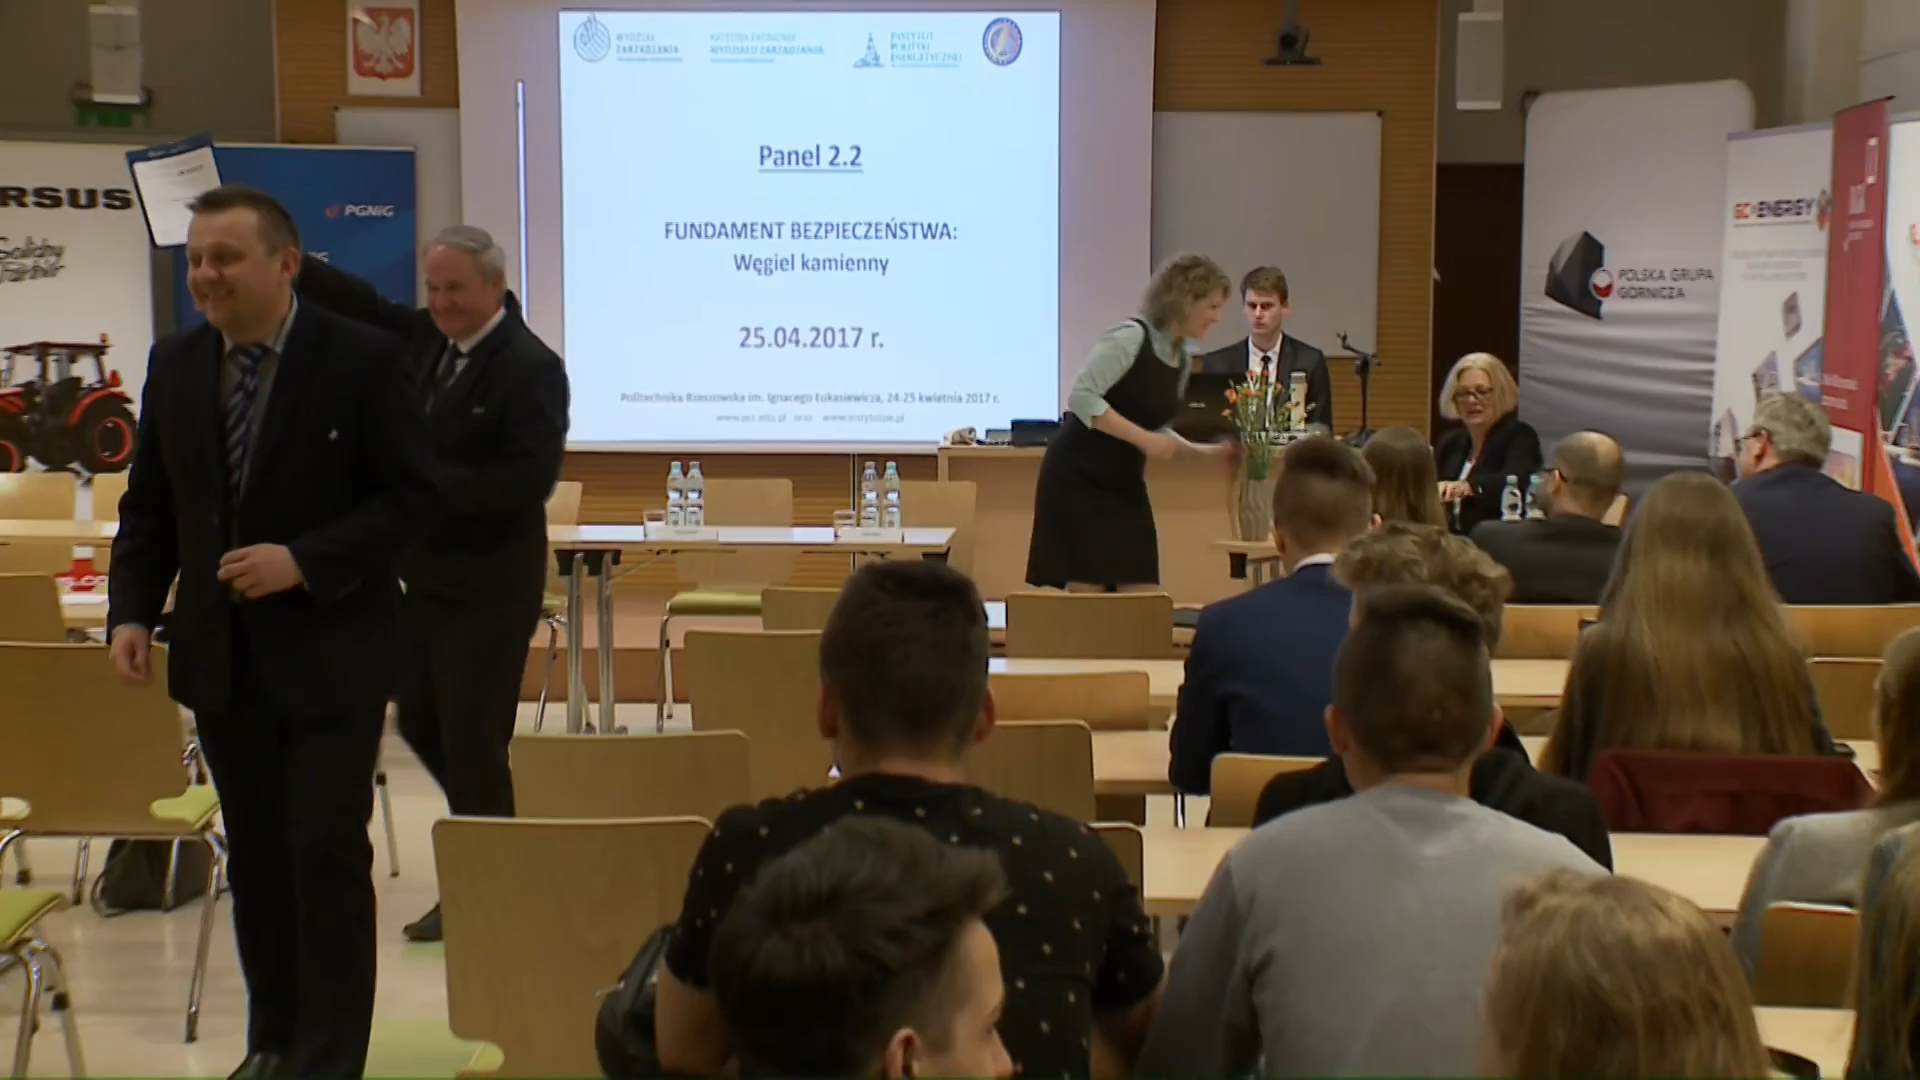 WYDZIAŁ
ZARZĄDZANIA
KATEDRA EKONOMII
WYDZIAŁU ZARZĄDZANIA
INSTYTUT
POLITYKI
ENERGETYCZNEJ
Panel 2.2
FUNDAMENT BEZPIECZEŃSTWA:
Węgiel kamienny
25.04.2017 r.
Politechnika Rzeszowska im. Ignacego Łukasiewicza, 24-25 kwietnia 2017 r.
www.prz.edu.pl oraz www.instytutpe.pl
RSUS
PGNiG
POLSKA GRUPA
GÓRNICZA
ENERGY